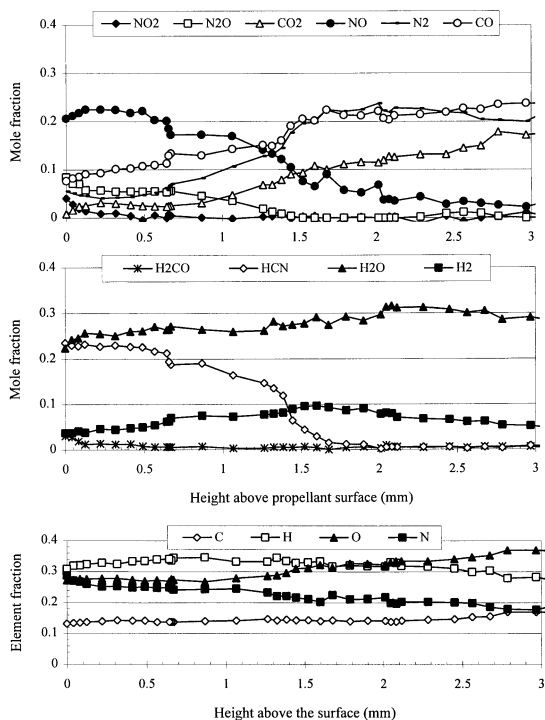 NO2 N2O CO2 NO N2 CO
0.4
0.3
0.2
0.1
0
Mole fraction
0 0.5 1 1.5 2 2.5 3
H2CO HCN H2O H2
0.4
0.3
0.2
0.1
0
Mole fraction
0 0.5 1 1.5 2 2.5 3
Height above propellant surface (mm)
C H O N
0.4
0.3
0.2
0.1
0
Element fraction
0 0.5 1 1.5 2 2.5 3
Height above the surface (mm)